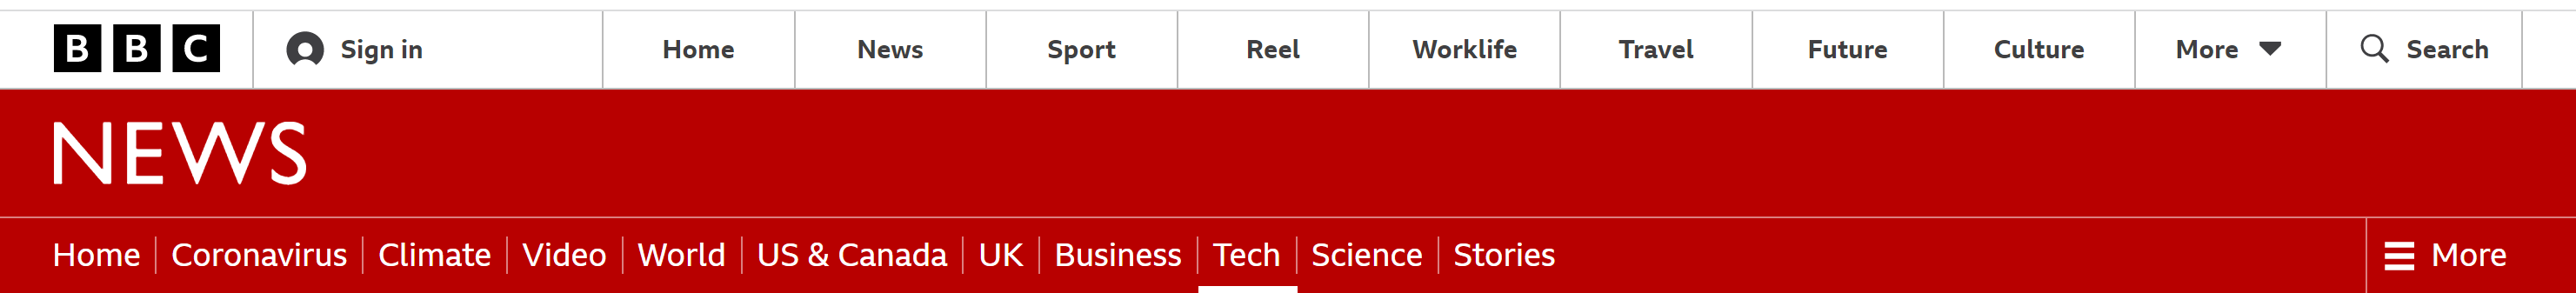 BBC Sign in Home News Sport Reel Worklife Travel Future Culture More Search
NEWS
Home Coronavirus Climate Video World US & Canada UK Business Tech Science Stories More